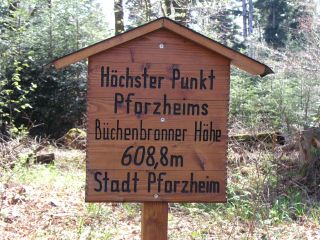 Höchster Punkt
Pforzheims
Büchenbronner Höhe
608,8m
Stadt Pforzheim